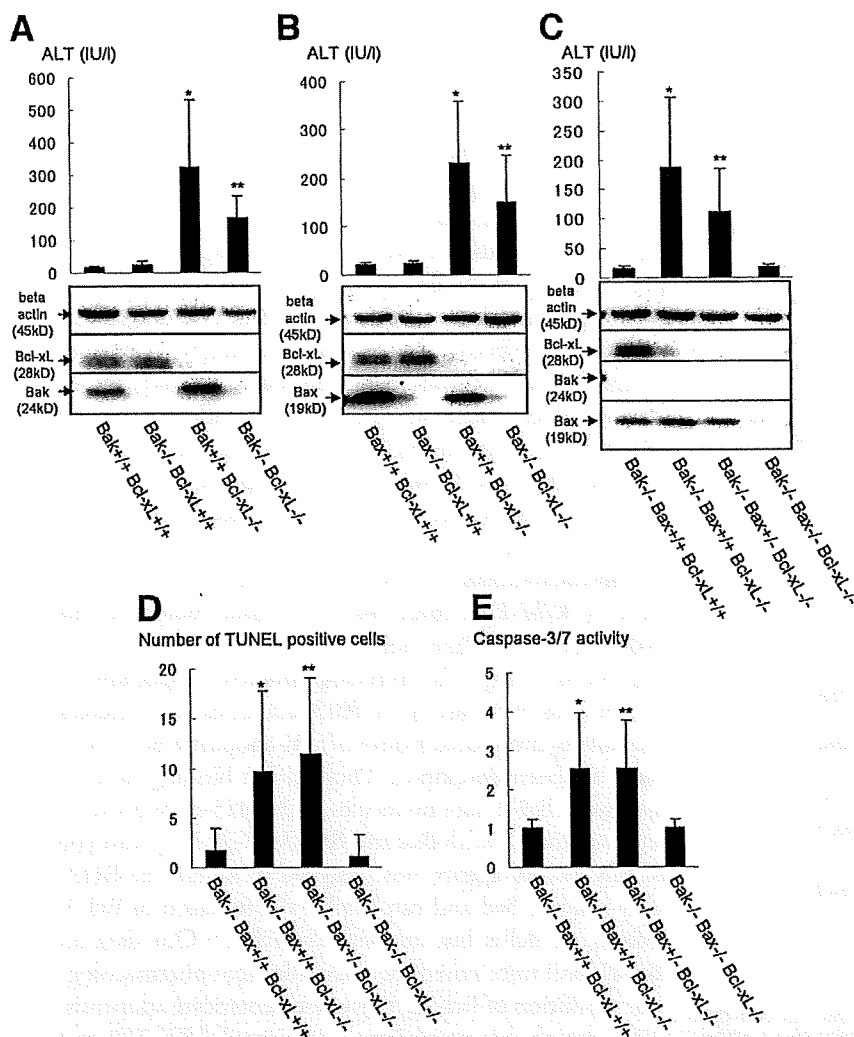 A
ALT (IU/l)
600
500
400
300
200
100
0
*
**
beta
actin
(45kD)
Bcl-xL
(28kD)
Bak
(24kD)
Bak+/+ Bcl-xL+/+
Bak-/- Bcl-xL+/+
Bak+/+ Bcl-xL-/-
Bak-/- Bcl-xL-/-
B
ALT (IU/l)
400
300
200
100
0
*
**
beta
actin
(45kD)
Bcl-xL
(28kD)
Bax
(19kD)
Bax+/+ Bcl-xL+/+
Bax-/- Bcl-xL+/+
Bax+/+ Bcl-xL-/-
Bax-/- Bcl-xL-/-
C
ALT (IU/l)
350
300
250
200
150
100
50
0
*
**
beta
actin
(45kD)
Bcl-xL
(28kD)
Bak
(24kD)
Bax
(19kD)
Bak-/- Bax+/+ Bcl-xL+/+
Bak-/- Bax+/+ Bcl-xL-/-
Bak-/- Bax+/- Bcl-xL-/-
Bak-/- Bax-/- Bcl-xL-/-
D
Number of TUNEL positive cells
20
15
10
5
0
*
**
Bak-/- Bax+/+ Bcl-xL+/+
Bak-/- Bax+/+ Bcl-xL-/-
Bak-/- Bax+/- Bcl-xL-/-
Bak-/- Bax-/- Bcl-xL-/-
E
Caspase-3/7 activity
5
4
3
2
1
0
*
**
Bak-/- Bax+/+ Bcl-xL+/+
Bak-/- Bax+/+ Bcl-xL-/-
Bak-/- Bax+/- Bcl-xL-/-
Bak-/- Bax-/- Bcl-xL-/-